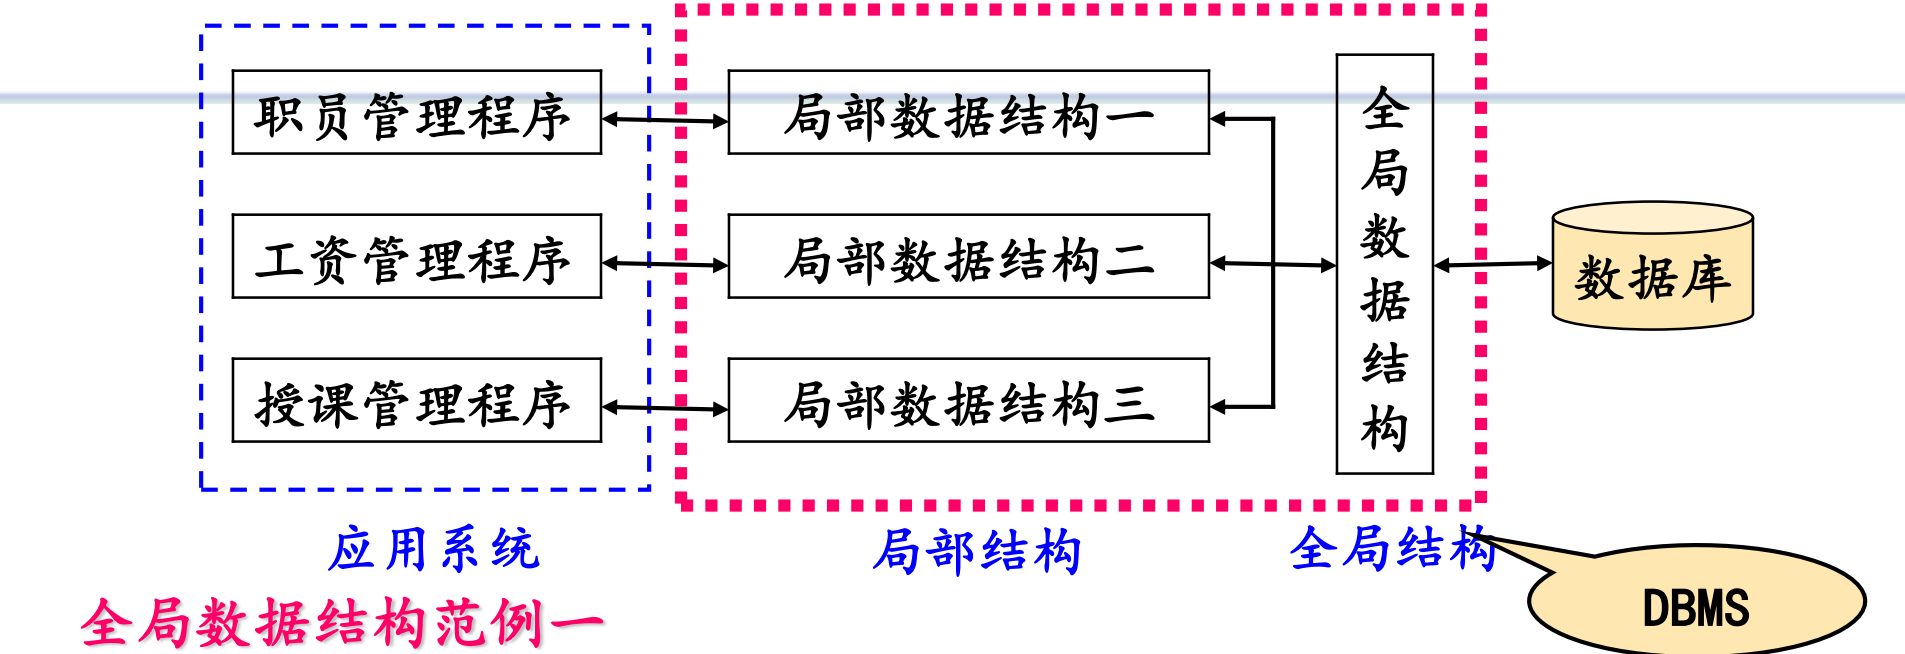 职员管理程序
局部数据结构一
工资管理程序
局部数据结构二
授课管理程序
局部数据结构三
全局数据结构
数据库
应用系统
局部结构
全局结构
DBMS
全局数据结构范例一